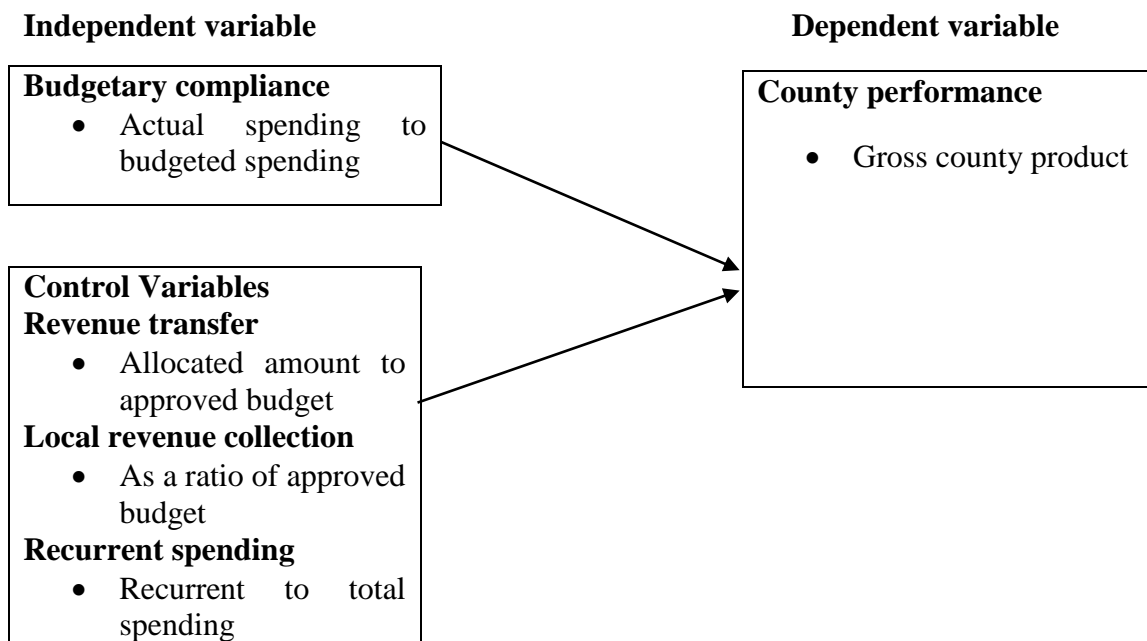 Independent variable
Dependent variable
Budgetary compliance
• Actual spending to
budgeted spending
County performance
• Gross county product
Control Variables
Revenue transfer
• Allocated amount to
approved budget
Local revenue collection
• As a ratio of approved
budget
Recurrent spending
• Recurrent to total
spending